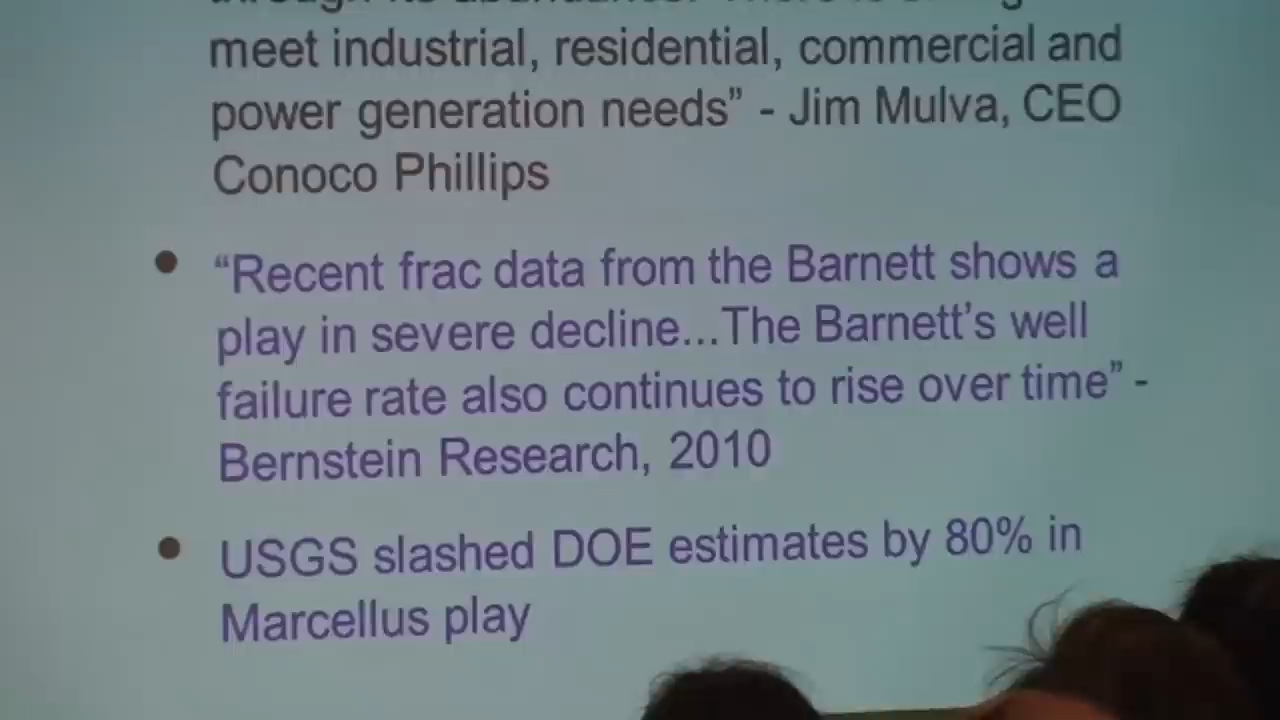 meet industrial, residential, commercial and
power generation needs” - Jim Mulva, CEO
Conoco Phillips
• “Recent frac data from the Barnett shows a
play in severe decline...The Barnett’s well
failure rate also continues to rise over time” -
Bernstein Research, 2010
• USGS slashed DOE estimates by 80% in
Marcellus play